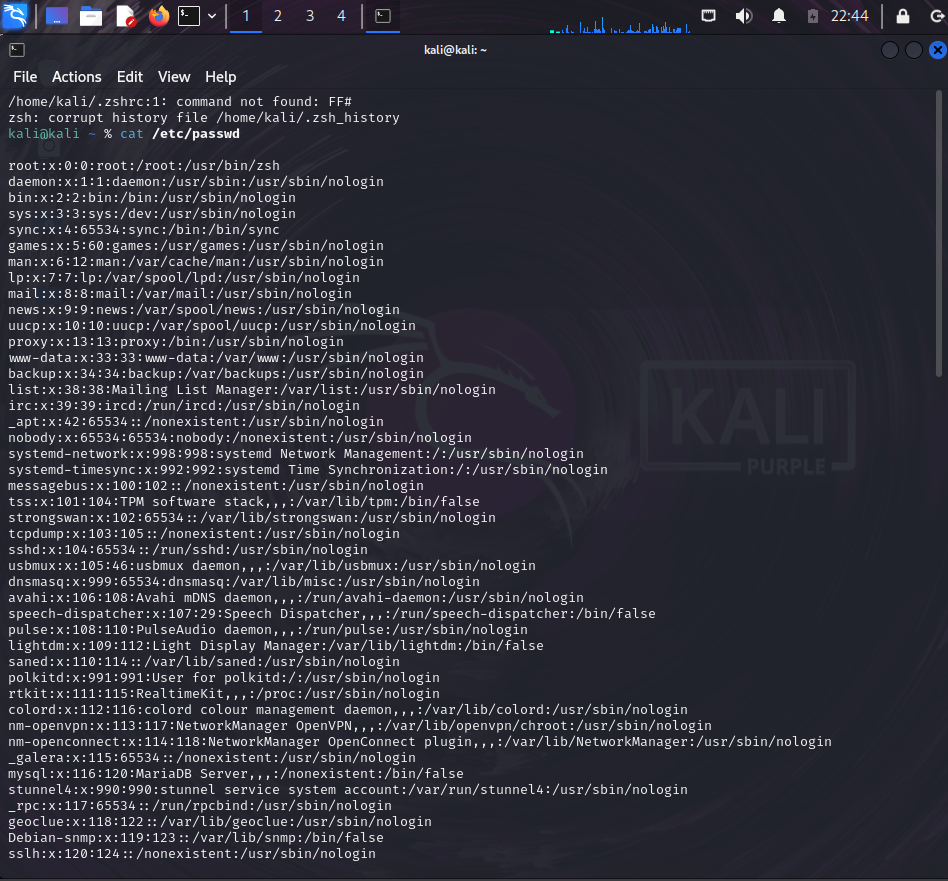 1 2 3 4 22:44
kali@kali: ~
File Actions Edit View Help
/home/kali/.zshrc:1: command not found: FF#
zsh: corrupt history file /home/kali/.zsh_history
kali@kali ~ % cat /etc/passwd
root:x:0:0:root:/root:/usr/bin/zsh
daemon:x:1:1:daemon:/usr/sbin:/usr/sbin/nologin
bin:x:2:2:bin:/bin:/usr/sbin/nologin
sys:x:3:3:sys:/dev:/usr/sbin/nologin
sync:x:4:65534:sync:/bin:/bin/sync
games:x:5:60:games:/usr/games:/usr/sbin/nologin
man:x:6:12:man:/var/cache/man:/usr/sbin/nologin
lp:x:7:7:lp:/var/spool/lpd:/usr/sbin/nologin
mail:x:8:8:mail:/var/mail:/usr/sbin/nologin
news:x:9:9:news:/var/spool/news:/usr/sbin/nologin
uucp:x:10:10:uucp:/var/spool/uucp:/usr/sbin/nologin
proxy:x:13:13:proxy:/bin:/usr/sbin/nologin
www-data:x:33:33:www-data:/var/www:/usr/sbin/nologin
backup:x:34:34:backup:/var/backups:/usr/sbin/nologin
list:x:38:38:Mailing List Manager:/var/list:/usr/sbin/nologin
irc:x:39:39:ircd:/run/ircd:/usr/sbin/nologin
_apt:x:42:65534::/nonexistent:/usr/sbin/nologin
nobody:x:65534:65534:nobody:/nonexistent:/usr/sbin/nologin
systemd-network:x:998:998:systemd Network Management:/:/usr/sbin/nologin
systemd-timesync:x:992:992:systemd Time Synchronization:/:/usr/sbin/nologin
messagebus:x:100:102::/nonexistent:/usr/sbin/nologin
tss:x:101:104:TPM software stack,,,:/var/lib/tpm:/bin/false
strongswan:x:102:65534::/var/lib/strongswan:/usr/sbin/nologin
tcpdump:x:103:105::/nonexistent:/usr/sbin/nologin
sshd:x:104:65534::/run/sshd:/usr/sbin/nologin
usbmux:x:105:46:usbmux daemon,,,:/var/lib/usbmux:/usr/sbin/nologin
dnsmasq:x:999:65534:dnsmasq:/var/lib/misc:/usr/sbin/nologin
avahi:x:106:108:Avahi mDNS daemon,,,:/run/avahi-daemon:/usr/sbin/nologin
speech-dispatcher:x:107:29:Speech Dispatcher,,,:/run/speech-dispatcher:/bin/false
pulse:x:108:110:PulseAudio daemon,,,:/run/pulse:/usr/sbin/nologin
lightdm:x:109:112:Light Display Manager:/var/lib/lightdm:/bin/false
saned:x:110:114::/var/lib/saned:/usr/sbin/nologin
polkitd:x:991:991:User for polkitd:/:/usr/sbin/nologin
rtkit:x:111:115:RealtimeKit,,,:/proc:/usr/sbin/nologin
colord:x:112:116:colord colour management daemon,,,:/var/lib/colord:/usr/sbin/nologin
nm-openvpn:x:113:117:NetworkManager OpenVPN,,,:/var/lib/openvpn/chroot:/usr/sbin/nologin
nm-openconnect:x:114:118:NetworkManager OpenConnect plugin,,,:/var/lib/NetworkManager:/usr/sbin/nologin
_galera:x:115:65534::/nonexistent:/usr/sbin/nologin
mysql:x:116:120:MariaDB Server,,,:/nonexistent:/bin/false
stunnel4:x:990:990:stunnel service system account:/var/run/stunnel4:/usr/sbin/nologin
_rpc:x:117:65534::/run/rpcbind:/usr/sbin/nologin
geoclue:x:118:122::/var/lib/geoclue:/usr/sbin/nologin
Debian-snmp:x:119:123::/var/lib/snmp:/bin/false
sslh:x:120:124::/nonexistent:/usr/sbin/nologin
KALI
PURPLE